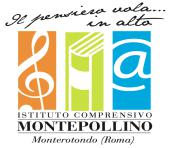 Il pensiero vola...
in alto
@
ISTITUTO COMPRENSIVO
MONTEPOLLINO
Monterotondo (Roma)